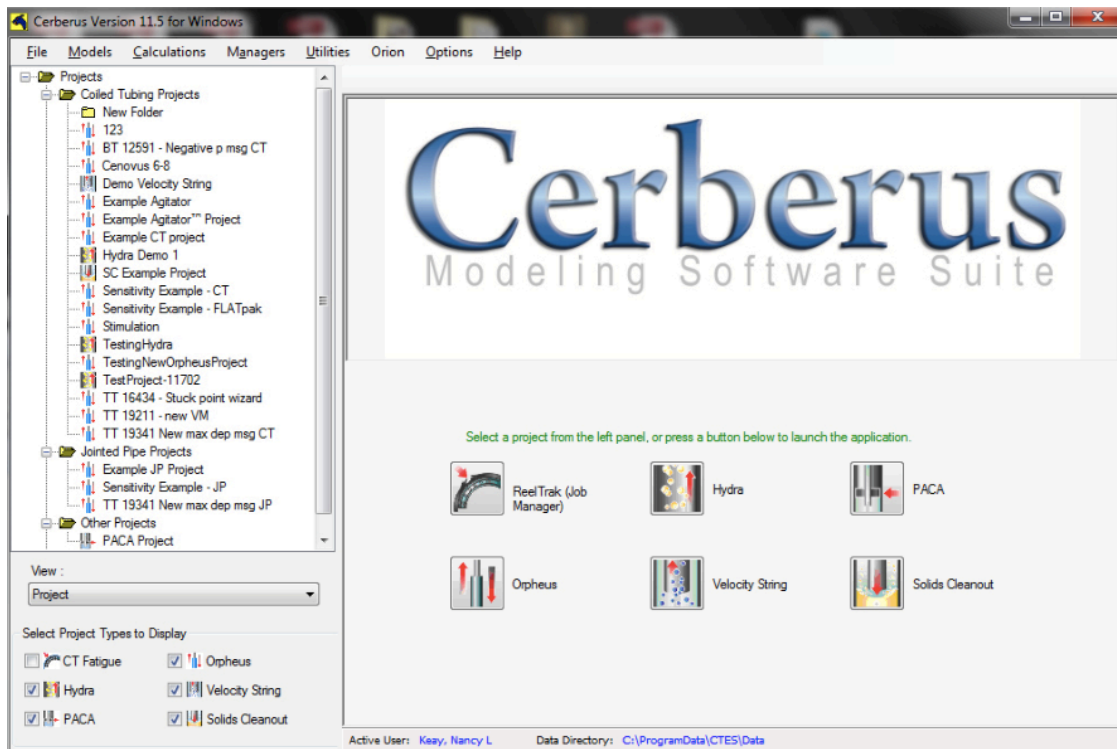 Cerberus Version 11.5 for Windows
File Models Calculations Managers Utilities Orion Options Help
Projects
Coiled Tubing Projects
New Folder
123
BT 12591 - Negative p msg CT
Cenovus 6-8
Demo Velocity String
Example Agitator
Example Agitator™ Project
Example CT project
Hydra Demo 1
SC Example Project
Sensitivity Example - CT
Sensitivity Example - FLATpak
Stimulation
TestingHydra
TestingNewOrpheusProject
TestProject-11702
TT 16434 - Stuck point wizard
TT 19211 - new VM
TT 19341 New max dep msg CT
Jointed Pipe Projects
Example JP Project
Sensitivity Example - JP
TT 19341 New max dep msg JP
Other Projects
PACA Project
View :
Project
Select Project Types to Display
CT Fatigue Orpheus
Hydra Velocity String
PACA Solids Cleanout
Cerberus
Modeling Software Suite
Select a project from the left panel, or press a button below to launch the application.
ReelTrak (Job
Manager)
Hydra
PACA
Orpheus
Velocity String
Solids Cleanout
Active User: Keay, Nancy L Data Directory: C:\ProgramData\CTES\Data